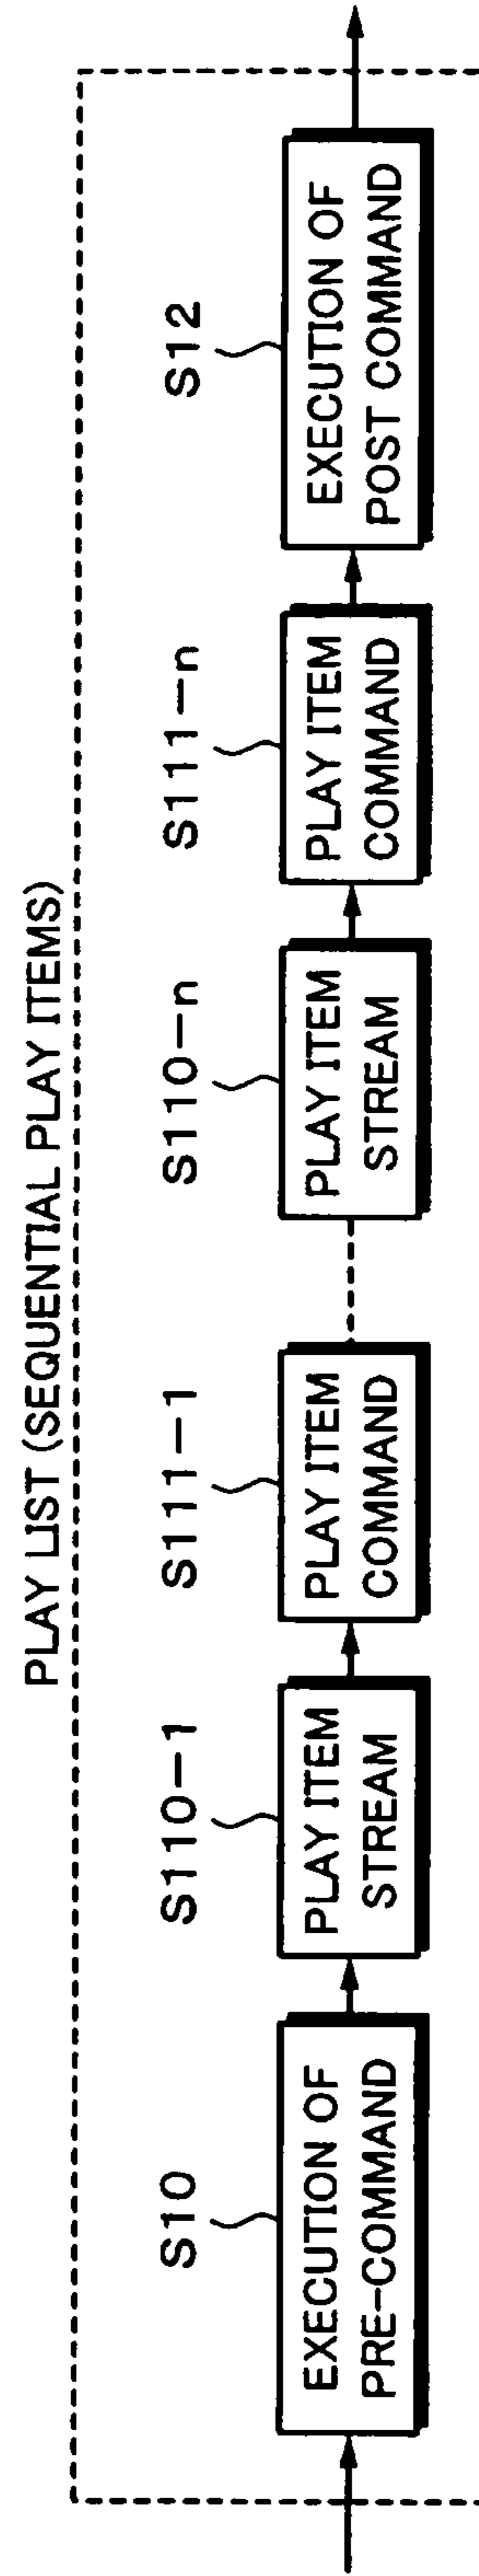 PLAY LIST (SEQUENTIAL PLAY ITEMS)
S10
EXECUTION OF
PRE-COMMAND
S110-1
PLAY ITEM
STREAM
S111-1
PLAY ITEM
COMMAND
S110-n
PLAY ITEM
STREAM
S111-n
PLAY ITEM
COMMAND
S12
EXECUTION OF
POST COMMAND